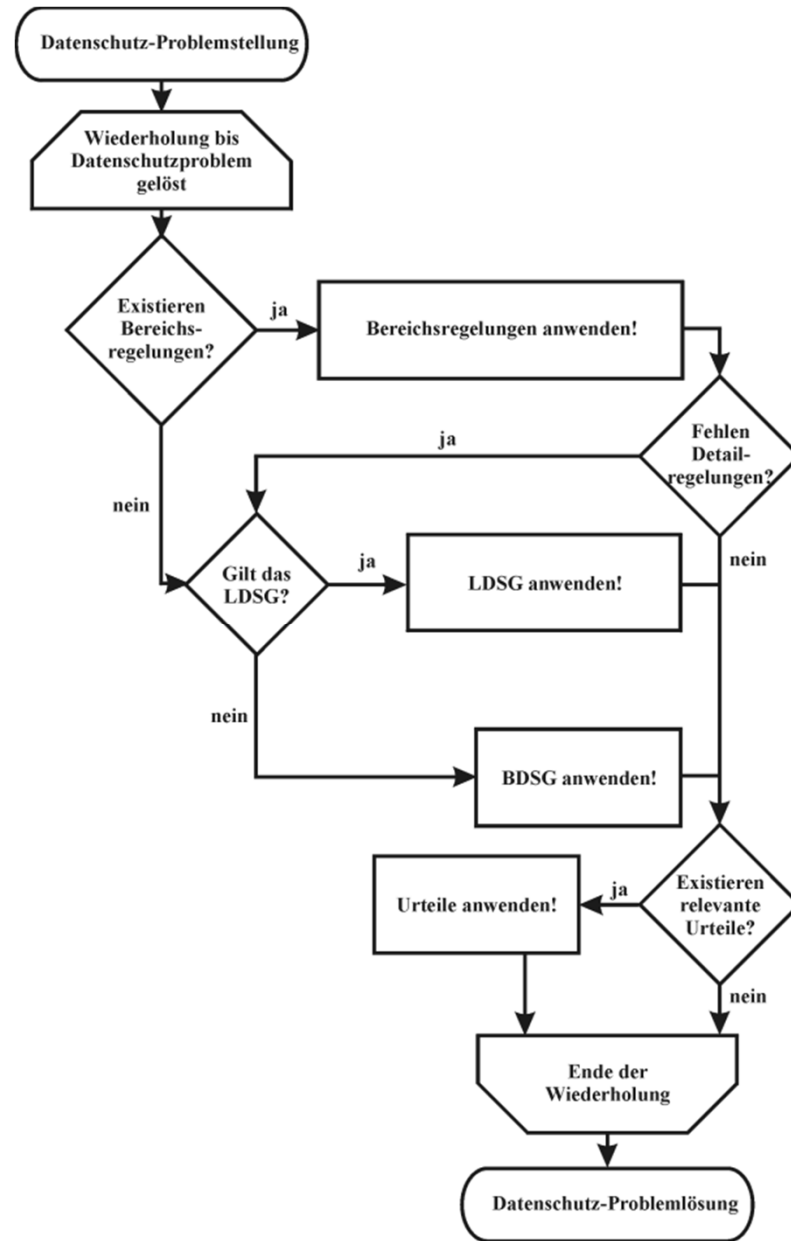 Datenschutz-Problemstellung
Wiederholung bis
Datenschutzproblem
gelöst
Existieren
Bereichs-
regelungen?
ja
Bereichsregelungen anwenden!
Fehlen
Detail-
regelungen?
ja
nein
nein
Gilt das
LDSG?
ja
LDSG anwenden!
nein
BDSG anwenden!
Existieren
relevante
Urteile?
ja
Urteile anwenden!
nein
Ende der
Wiederholung
Datenschutz-Problemlösung